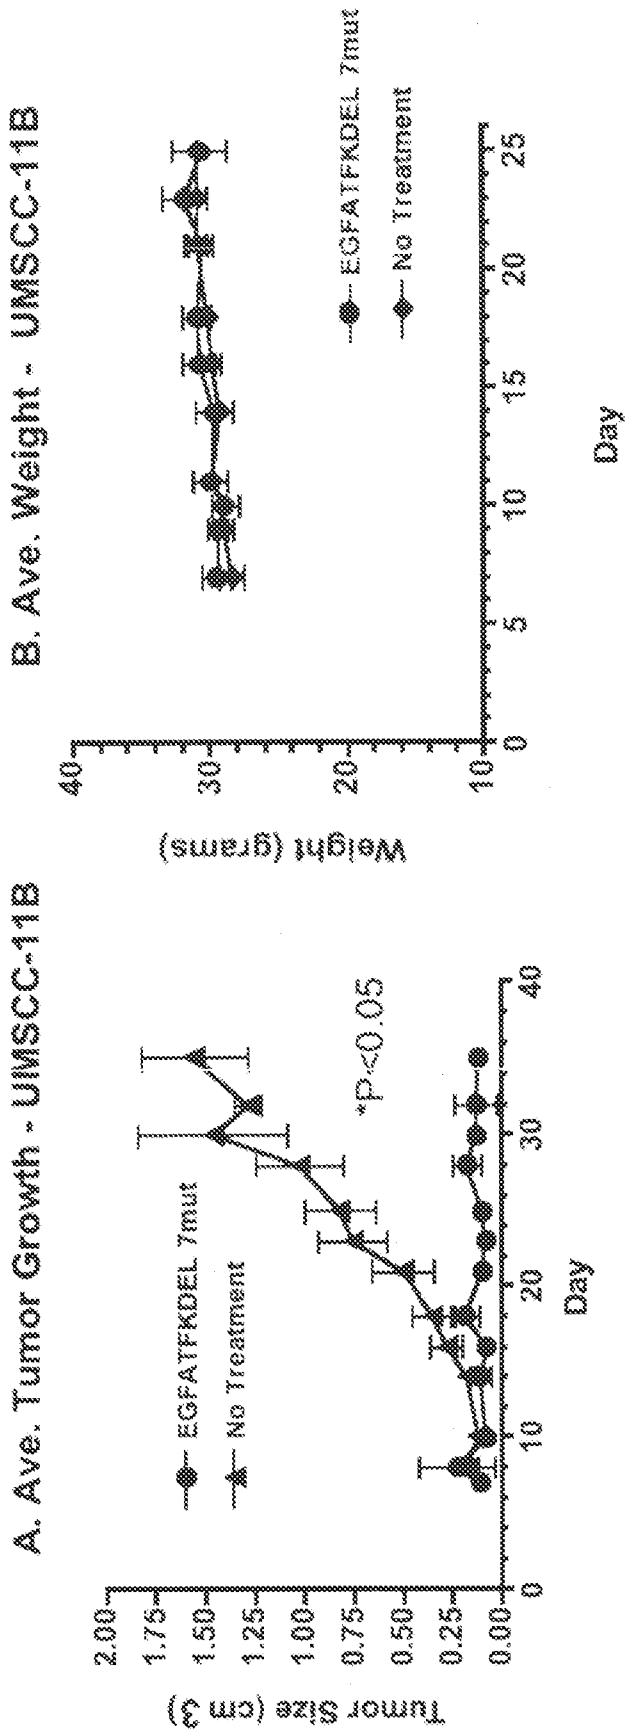 A. Ave. Tumor Growth - UMSCC-11B
EGFATFKDEL 7mut
No Treatment
*P<0.05
Tumor Size (cm 3)
2.00
1.75
1.50
1.25
1.00
0.75
0.50
0.25
0.00
0
10
20
30
40
Day
B. Ave. Weight - UMSCC-11B
Weight (grams)
40
30
20
10
0
5
10
15
20
25
Day
EGFATFKDEL 7mut
No Treatment